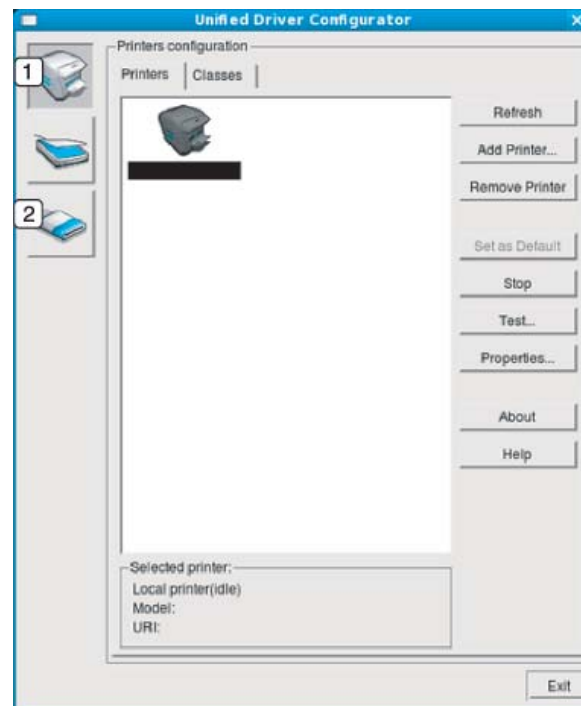 Unified Driver Configurator
1
2
Printers configuration
Printers
Classes
Refresh
Add Printer...
Remove Printer
Set as Default
Stop
Test...
Properties...
About
Help
Selected printer:
Local printer(idle)
Model:
URI:
Exit